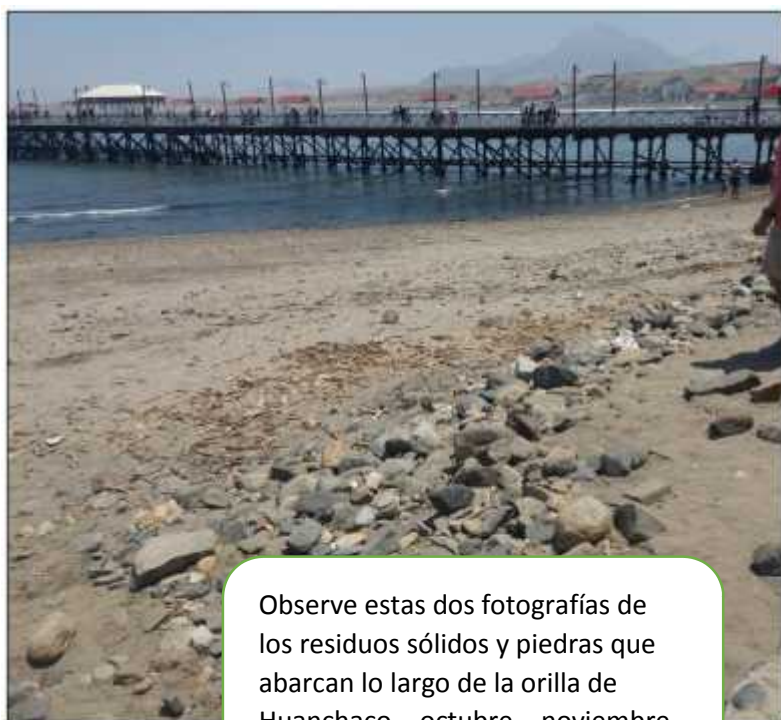 Observe estas dos fotografías de
los residuos sólidos y piedras que
abarcan lo largo de la orilla de
Huanchaco octubre noviembre